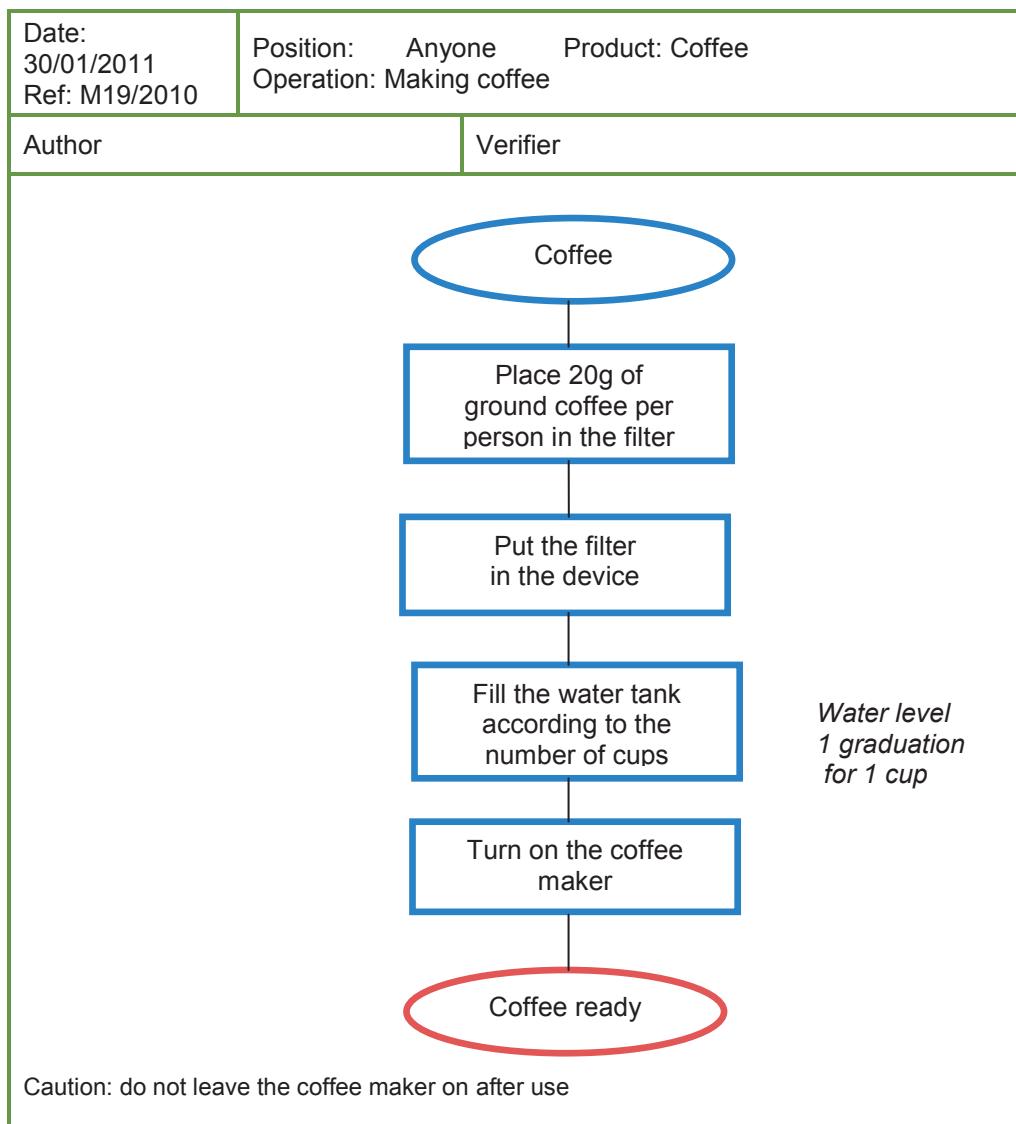 Date:
30/01/2011
Ref: M19/2010
Position: Anyone Product: Coffee
Operation: Making coffee
Author
Verifier
Coffee
Place 20g of
ground coffee per
person in the filter
Put the filter
in the device
Fill the water tank
according to the
number of cups
Water level
1 graduation
for 1 cup
Turn on the coffee
maker
Coffee ready
Caution: do not leave the coffee maker on after use